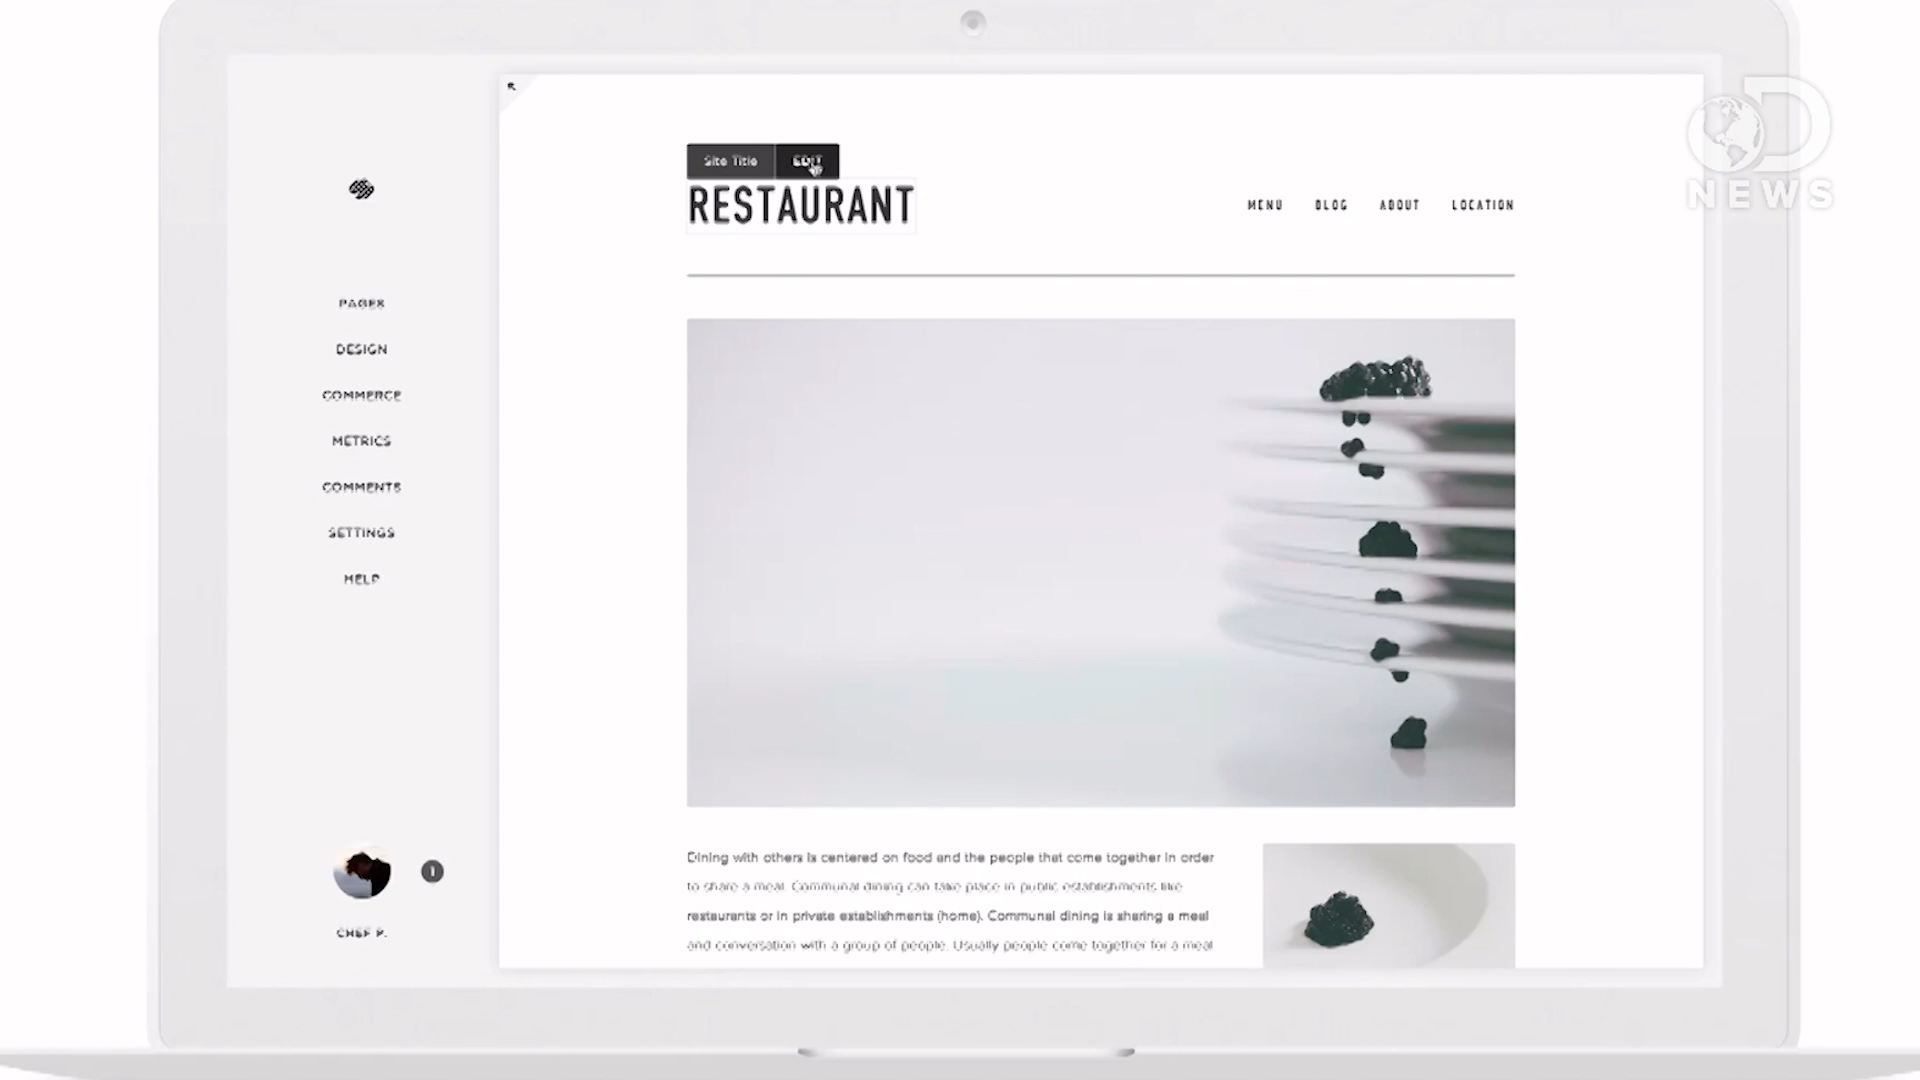 D
NEWS
Site Title EDIT
RESTAURANT
MENU BLOG ABOUT LOCATION
PAGES
DESIGN
COMMERCE
METRICS
COMMENTS
SETTINGS
HELP
Dining with others is centered on food and the people that come together in order
to share a meal. Communal dining can take place in public establishments like
restaurants or in private establishments (home). Communal dining is sharing a meal
and conversation with a group of people. Usually people come together for a meal
1
CHEF P.